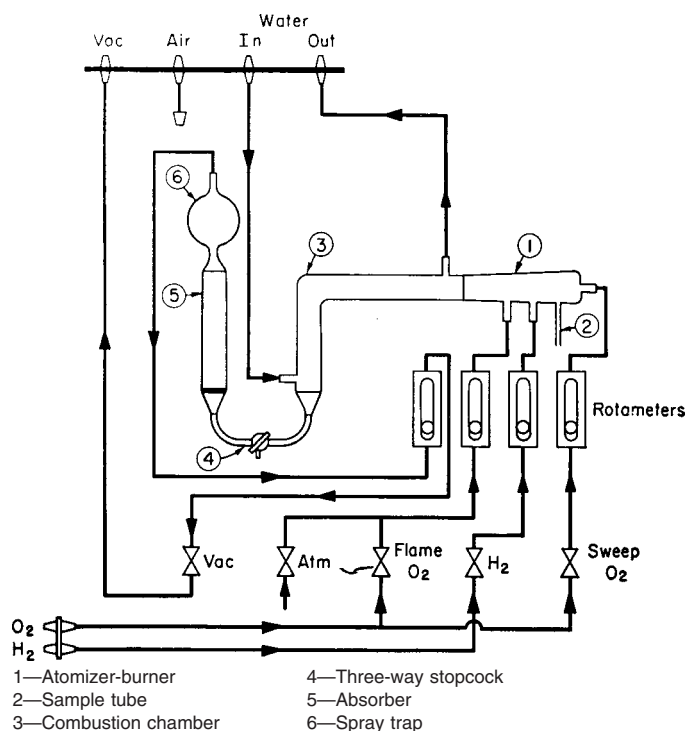 Water
Voc Air In Out
6
3
1
5
2
Rotameters
4
Vac
Atm
Flame O₂
H₂
Sweep O₂
O₂
H₂
1—Atomizer-burner
2—Sample tube
3—Combustion chamber
4—Three-way stopcock
5—Absorber
6—Spray trap